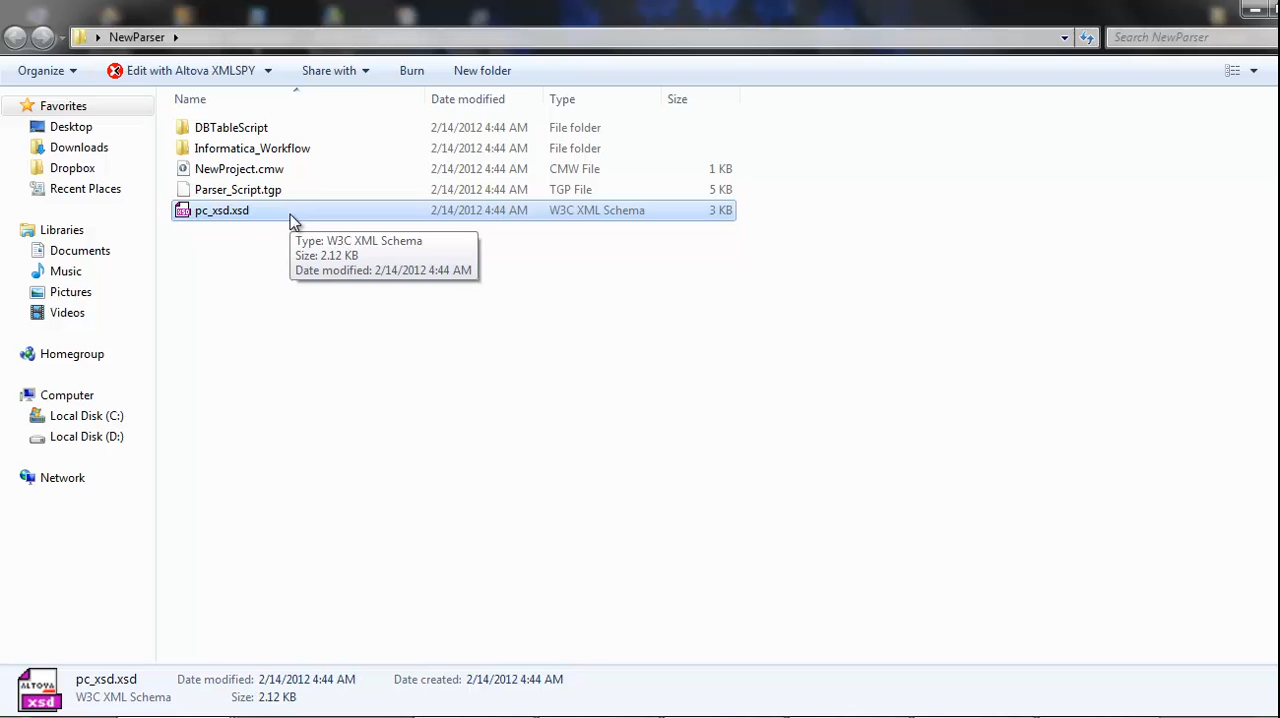 NewParser
Search NewParser
Organize Edit with Altova XMLSPY Share with Burn New folder
Name Date modified Type Size
Favorites
Desktop
Downloads
Dropbox
Recent Places
Libraries
Documents
Music
Pictures
Videos
Homegroup
Computer
Local Disk (C:)
Local Disk (D:)
Network
DBTableScript 2/14/2012 4:44 AM File folder
Informatica_Workflow 2/14/2012 4:44 AM File folder
NewProject.cmw 2/14/2012 4:44 AM CMW File 1 KB
Parser_Script.tgp 2/14/2012 4:44 AM TGP File 5 KB
pc_xsd.xsd 2/14/2012 4:44 AM W3C XML Schema 3 KB
Type: W3C XML Schema
Size: 2.12 KB
Date modified: 2/14/2012 4:44 AM
ALTOVA
xsd
pc_xsd.xsd Date modified: 2/14/2012 4:44 AM Date created: 2/14/2012 4:44 AM
W3C XML Schema Size: 2.12 KB